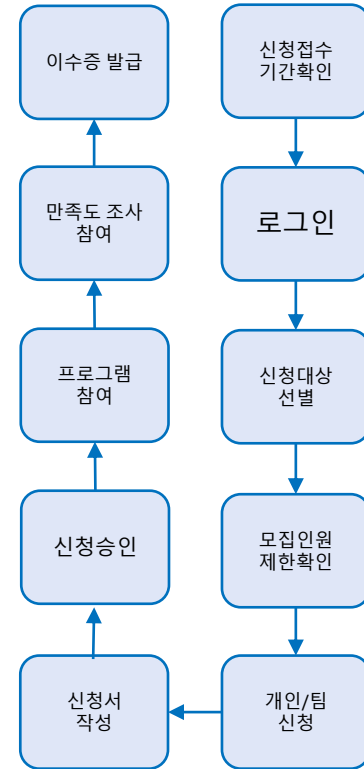 이수증 발급
신청접수
기간확인
만족도 조사
참여
로그인
프로그램
참여
신청대상
선별
신청승인
모집인원
제한확인
신청서
작성
개인/팀
신청